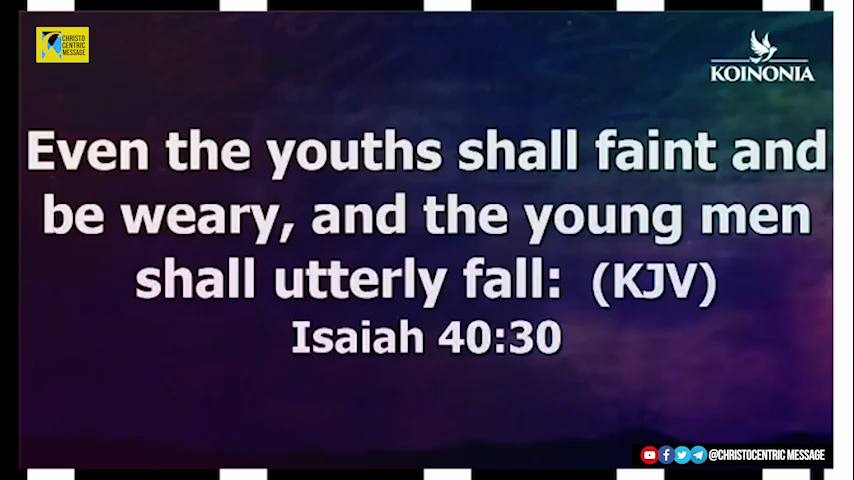 CHRISTO
CENTRIC
MESSAGE
KOINONIA
Even the youths shall faint and
be weary, and the young men
shall utterly fall: (KJV)
Isaiah 40:30
@CHRISTOCENTRIC MESSAGE